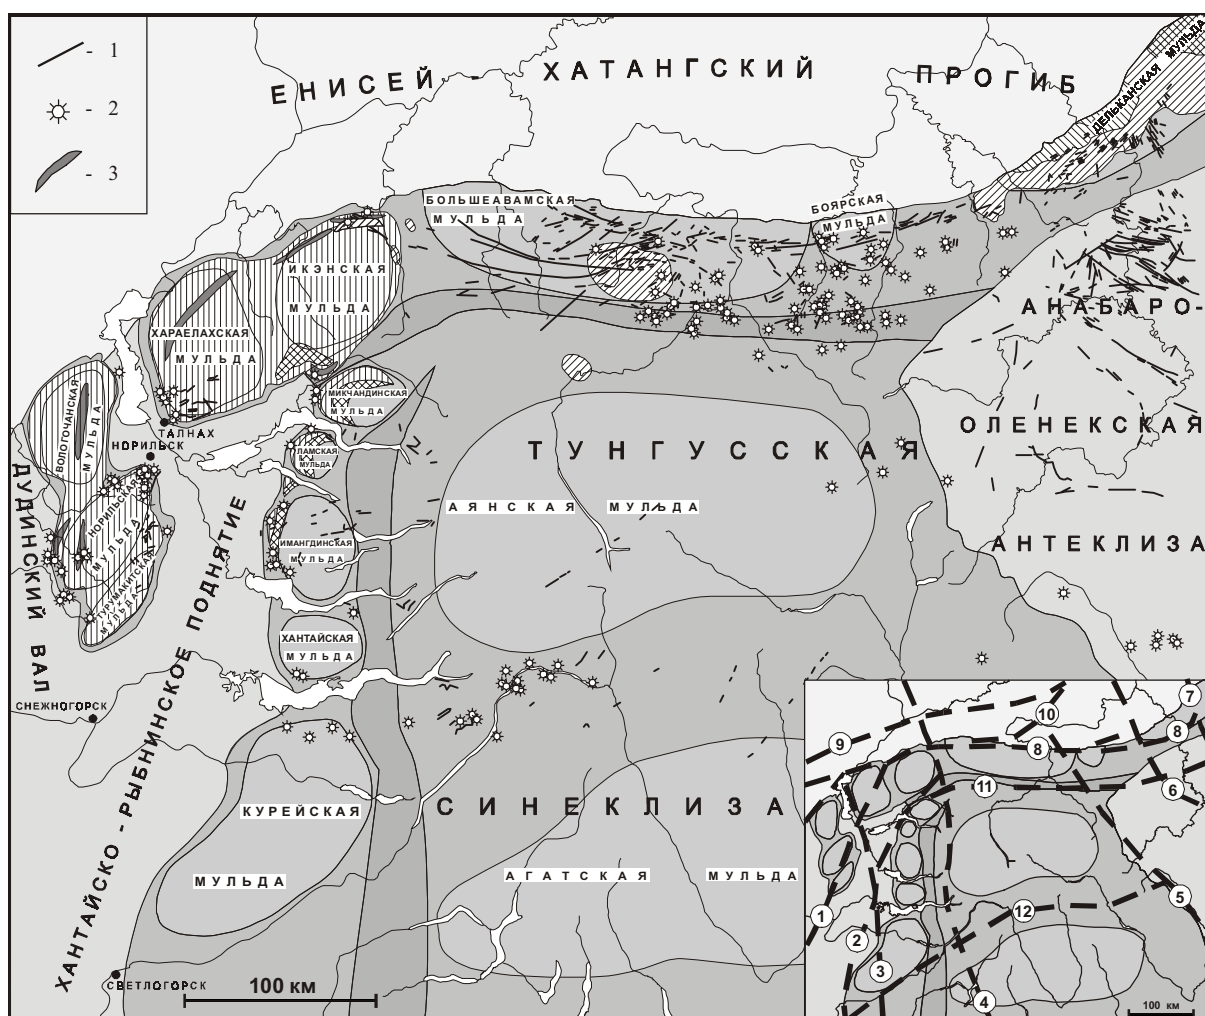 - 1
- 2
- 3
ЕНИСЕЙ - ХАТАНГСКИЙ ПРОГИБ
ДЕЛЬКАНСКАЯ МУЛЬДА
БОЛЬШЕАВАМСКАЯ
МУЛЬДА
БОЯРСКАЯ
МУЛЬДА
ИКЭНСКАЯ
МУЛЬДА
ХАРАЕЛАХСКАЯ
МУЛЬДА
АНАБАРО-
ОЛЕНЕКСКАЯ
АНТЕКЛИЗА
МИКЧАНДИНСКАЯ
МУЛЬДА
ВОЛОГОЧАНСКАЯ
МУЛЬДА
ТАЛНАХ
НОРИЛЬСК
ЛАМСКАЯ
МУЛЬДА
ТУНГУССКАЯ
СИНЕКЛИЗА
АЯНСКАЯ МУЛЬДА
НОРИЛЬСКАЯ
МУЛЬДА
ТУРУМАКИТСКАЯ
МУЛЬДА
ИМАНГДИНСКАЯ
МУЛЬДА
ДУДИНСКИЙ ВАЛ
ХАНТАЙСКО - РЫБНИНСКОЕ ПОДНЯТИЕ
ХАНТАЙСКАЯ
МУЛЬДА
СНЕЖНОГОРСК
КУРЕЙСКАЯ
МУЛЬДА
АГАТСКАЯ МУЛЬДА
СВЕТЛОГОРСК
100 км
7
10
9
8
8
11
6
5
1
12
2
3
4
100 км